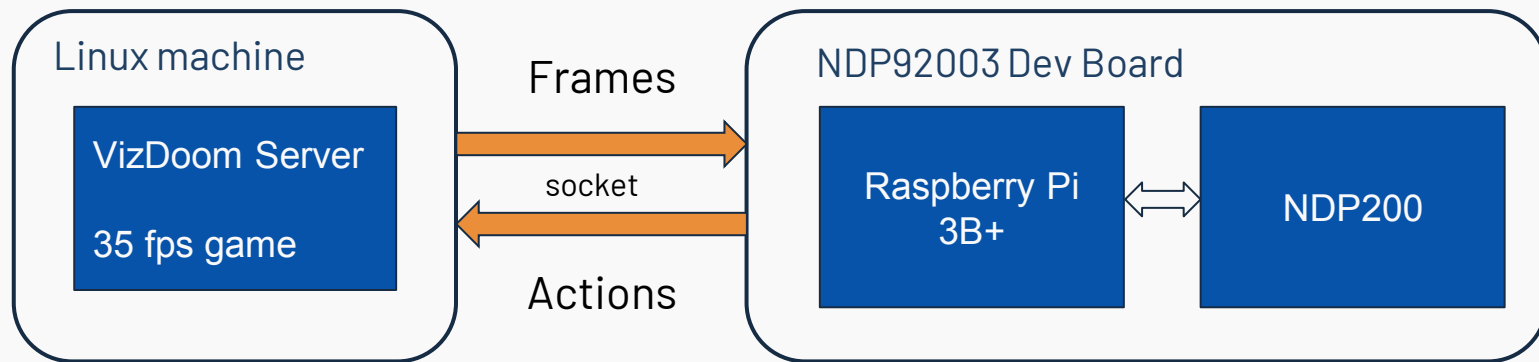 Linux machine
VizDoom Server
35 fps game
Frames
socket
Actions
NDP92003 Dev Board
Raspberry Pi
3B+
NDP200